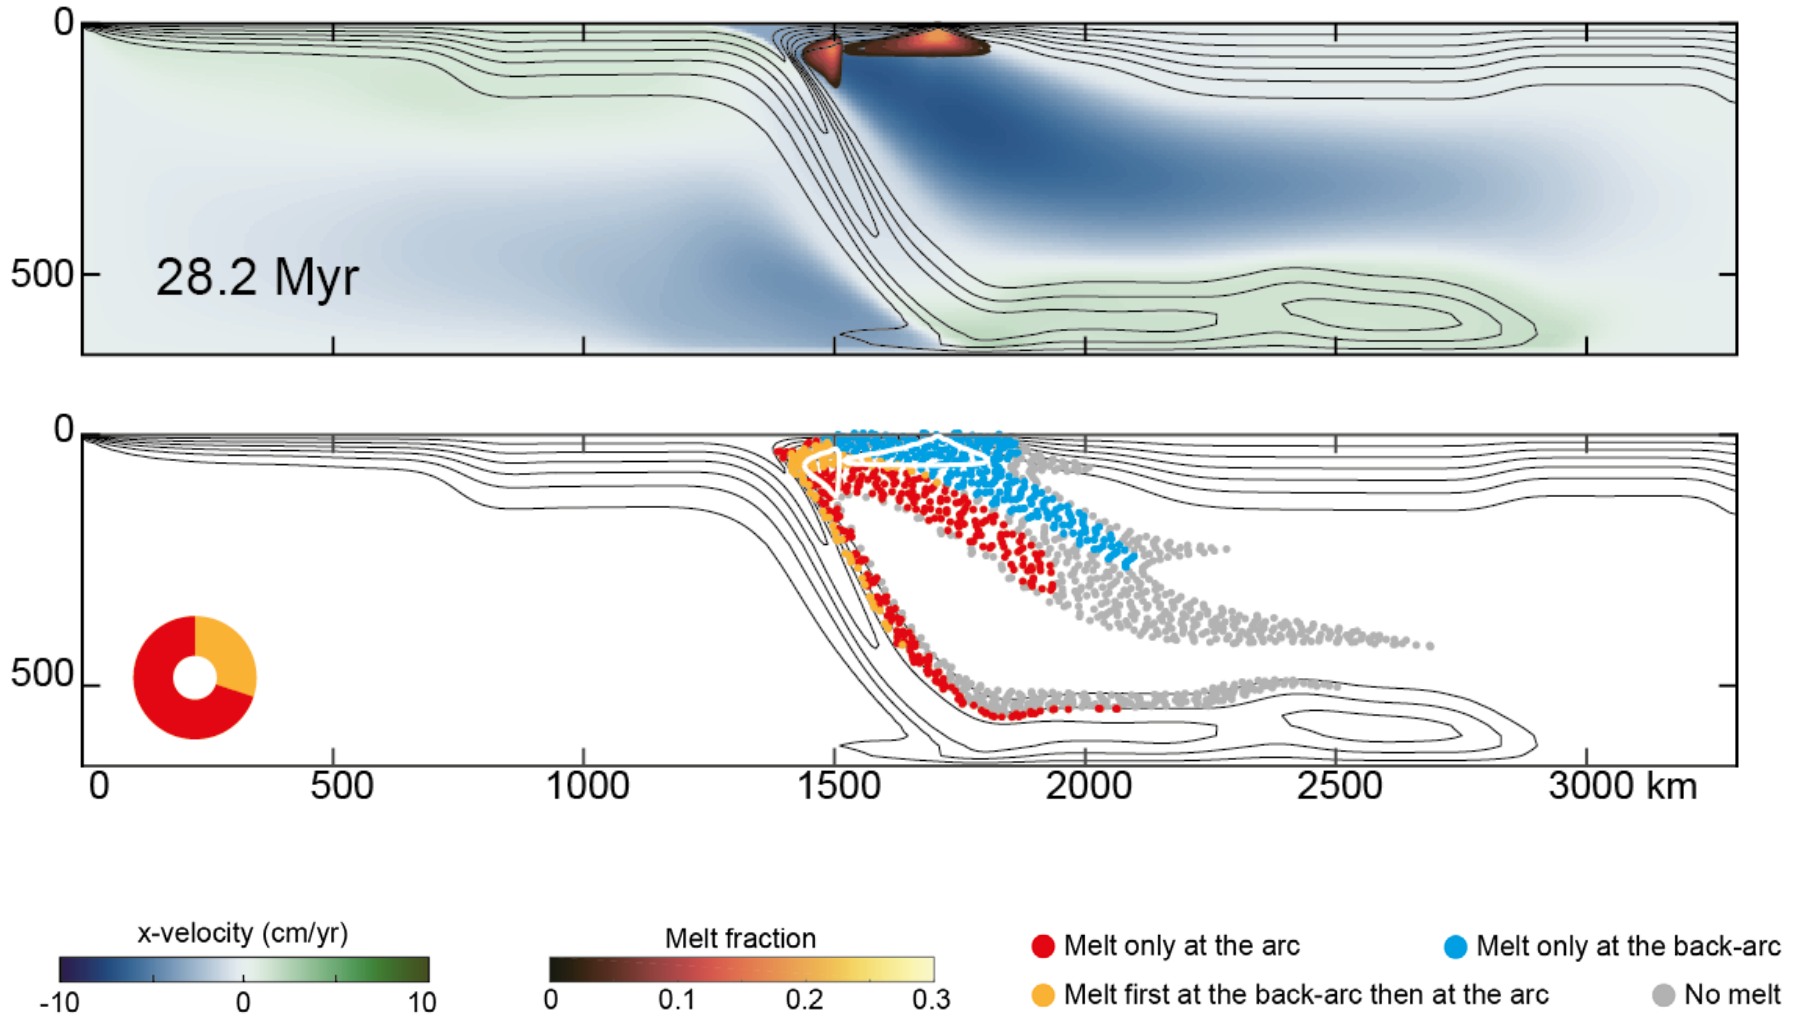 0
500
28.2 Myr
0
500
0 500 1000 1500 2000 2500 3000 km
x-velocity (cm/yr)
-10 0 10
Melt fraction
0 0.1 0.2 0.3
Melt only at the arc
Melt only at the back-arc
Melt first at the back-arc then at the arc
No melt